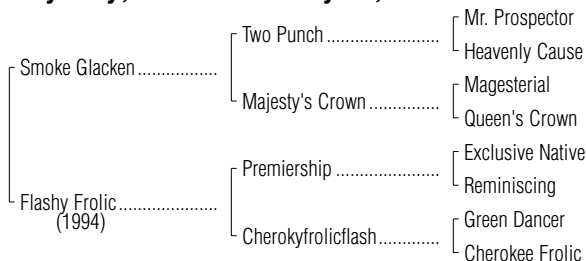 Mr. Prospector
Two Punch
Heavenly Cause
Smoke Glacken
Magesterial
Majesty's Crown
Queen's Crown
Exclusive Native
Premiership
Reminiscing
Flashy Frolic
(1994)
Green Dancer
Cherokyfrolicflash
Cherokee Frolic